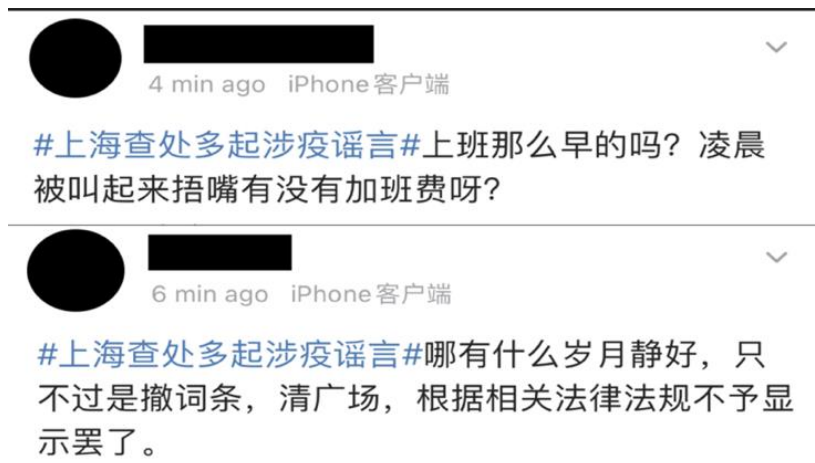 4 min ago iPhone客户端
#上海查处多起涉疫谣言#上班那么早的吗？凌晨
被叫起来捂嘴有没有加班费呀？
6 min ago iPhone客户端
#上海查处多起涉疫谣言#哪有什么岁月静好，只
不过是撤词条，清广场，根据相关法律法规不予显
示罢了。